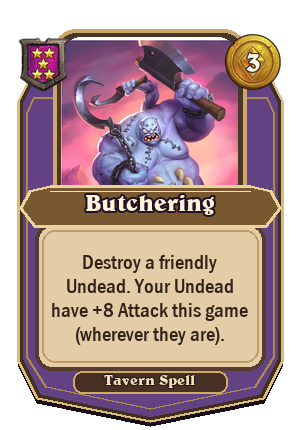 3
Butchering
Destroy a friendly
Undead. Your Undead
have +8 Attack this game
(wherever they are).
Tavern Spell